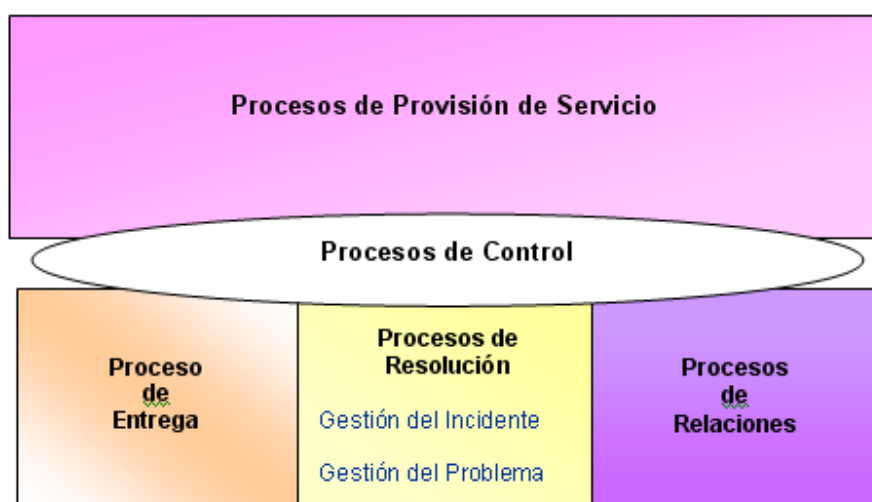 Procesos de Provisión de Servicio
Procesos de Control
Proceso
de
Entrega
Procesos de
Resolución
Gestión del Incidente
Gestión del Problema
Procesos
de
Relaciones